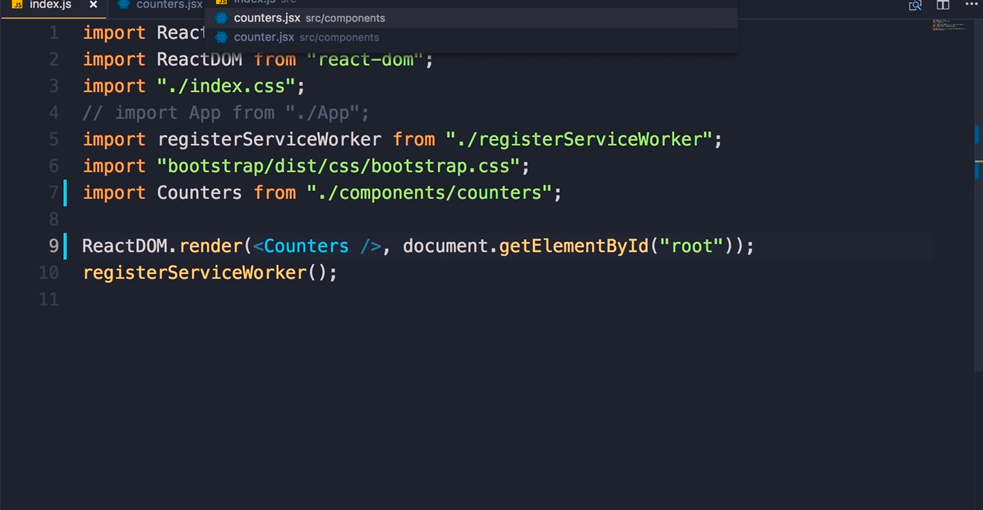 index.js × counters.jsx
index.js src
counters.jsx src/components
counter.jsx src/components
1 import React
2 import ReactDOM from "react-dom";
3 import "./index.css";
4 // import App from "./App";
5 import registerServiceWorker from "./registerServiceWorker";
6 import "bootstrap/dist/css/bootstrap.css";
7 import Counters from "./components/counters";
8
9 ReactDOM.render(<Counters />, document.getElementById("root"));
10 registerServiceWorker();
11